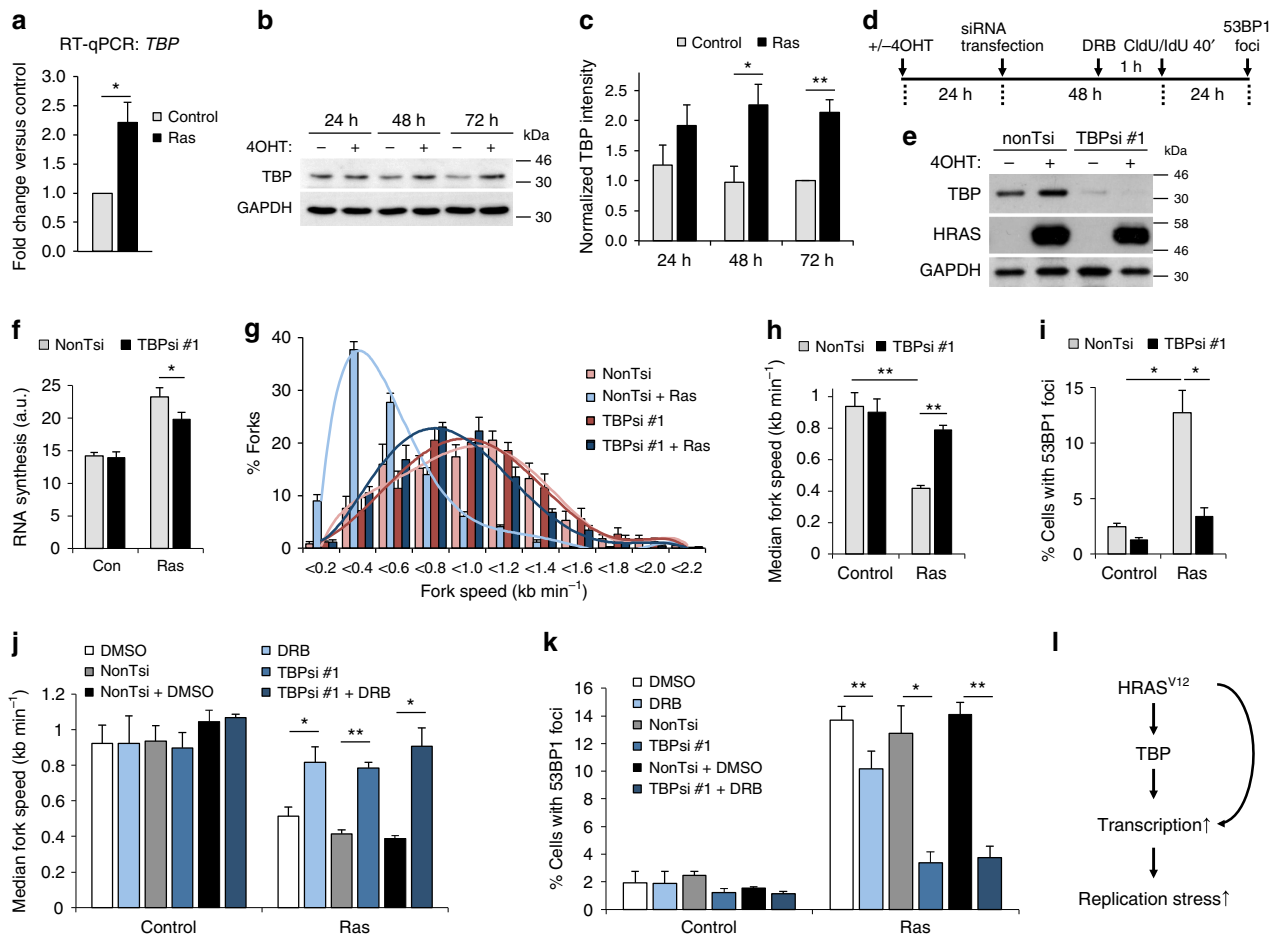 a
RT-qPCR: TBP
Fold change versus control
3.0
2.5
2.0
1.5
1.0
0.5
0.0
*
Control
Ras
b
24 h 48 h 72 h
kDa
4OHT: – + – + – +
TBP
46
30
GAPDH
30
c
Control Ras
Normalized TBP intensity
2.5
2.0
1.5
1.0
0.5
0.0
* **
24 h 48 h 72 h
d
+/–4OHT
siRNA transfection
DRB CldU/IdU 40′
1 h
53BP1 foci
24 h 48 h 24 h
e
nonTsi TBPsi #1
kDa
4OHT: – + – +
TBP
46
30
HRAS
58
46
GAPDH
30
f
NonTsi TBPsi #1
RNA synthesis (a.u.)
25
20
15
10
5
0
*
Con Ras
g
% Forks
40
30
20
10
0
NonTsi
NonTsi + Ras
TBPsi #1
TBPsi #1 + Ras
<0.2 <0.4 <0.6 <0.8 <1.0 <1.2 <1.4 <1.6 <1.8 <2.0 <2.2
Fork speed (kb min⁻¹)
h
NonTsi TBPsi #1
Median fork speed (kb min⁻¹)
1
0.8
0.6
0.4
0.2
0
** **
Control Ras
i
NonTsi TBPsi #1
% Cells with 53BP1 foci
15
10
5
0
* *
Control Ras
j
DMSO DRB
NonTsi TBPsi #1
NonTsi + DMSO TBPsi #1 + DRB
Median fork speed (kb min⁻¹)
1.2
1
0.8
0.6
0.4
0.2
0
* ** *
Control Ras
k
% Cells with 53BP1 foci
16
14
12
10
8
6
4
2
0
DMSO
DRB
NonTsi
TBPsi #1
NonTsi + DMSO
TBPsi #1 + DRB
** * **
Control Ras
l
HRASⱽ¹²
TBP
Transcription↑
Replication stress↑